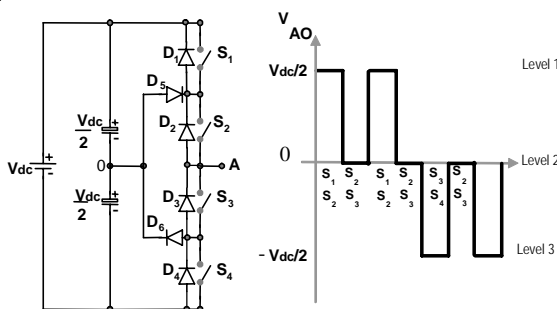 D1
S1
D5
D2
S2
Vdc
2
Vdc
0
A
Vdc
2
D3
S3
D6
D4
S4
V
AO
Vdc/2
Level 1
0
Level 2
S1 S2 S1 S2 S3 S2
S2 S3 S2 S3 S4 S3
- Vdc/2
Level 3